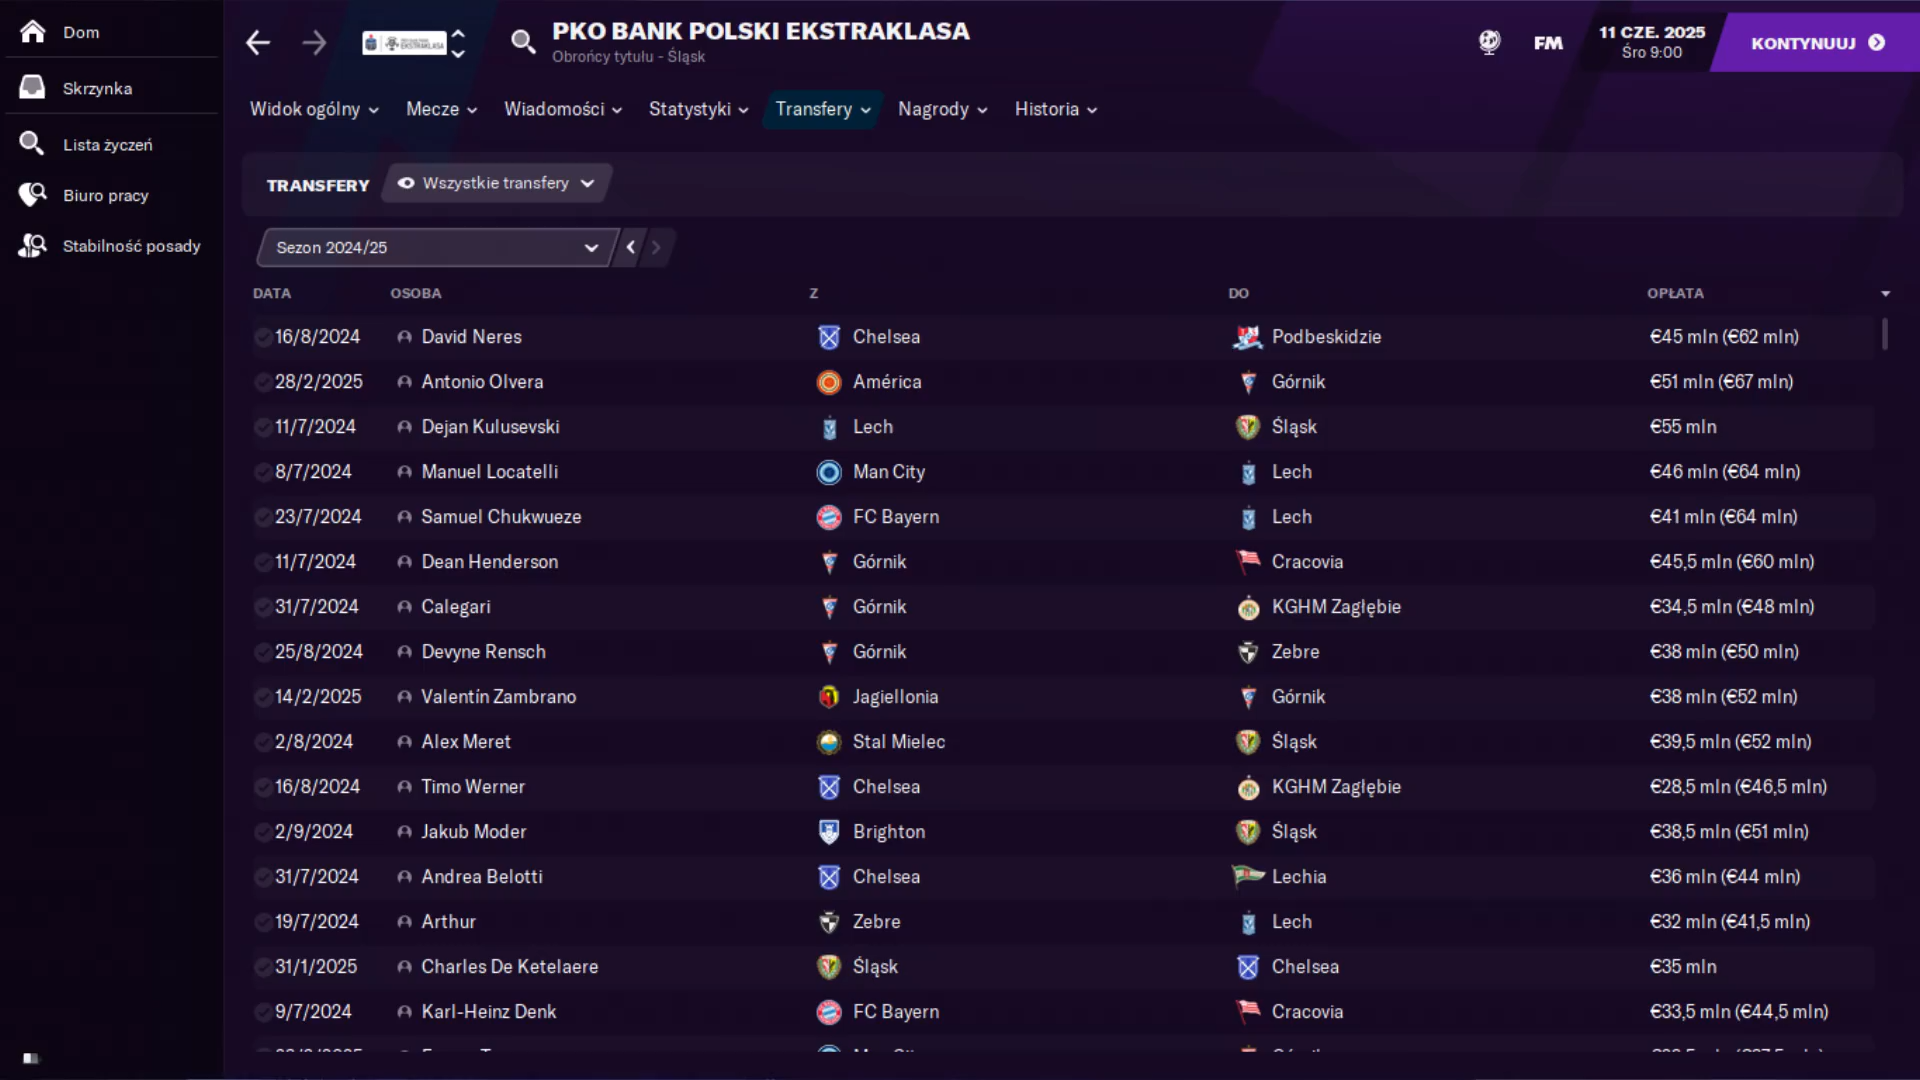 Dom
Skrzynka
Lista życzeń
Biuro pracy
Stabilność posady
PKO BANK POLSKI EKSTRAKLASA
Obrońcy tytułu - Śląsk
FM
11 CZE. 2025
Śro 9:00
KONTYNUUJ
Widok ogólny
Mecze
Wiadomości
Statystyki
Transfery
Nagrody
Historia
TRANSFERY
Wszystkie transfery
Sezon 2024/25
DATA OSOBA Z DO OPŁATA
16/8/2024 David Neres Chelsea Podbeskidzie €45 mln (€62 mln)
28/2/2025 Antonio Olvera América Górnik €51 mln (€67 mln)
11/7/2024 Dejan Kulusevski Lech Śląsk €55 mln
8/7/2024 Manuel Locatelli Man City Lech €46 mln (€64 mln)
23/7/2024 Samuel Chukwueze FC Bayern Lech €41 mln (€64 mln)
11/7/2024 Dean Henderson Górnik Cracovia €45,5 mln (€60 mln)
31/7/2024 Calegari Górnik KGHM Zagłębie €34,5 mln (€48 mln)
25/8/2024 Devyne Rensch Górnik Zebre €38 mln (€50 mln)
14/2/2025 Valentín Zambrano Jagiellonia Górnik €38 mln (€52 mln)
2/8/2024 Alex Meret Stal Mielec Śląsk €39,5 mln (€52 mln)
16/8/2024 Timo Werner Chelsea KGHM Zagłębie €28,5 mln (€46,5 mln)
2/9/2024 Jakub Moder Brighton Śląsk €38,5 mln (€51 mln)
31/7/2024 Andrea Belotti Chelsea Lechia €36 mln (€44 mln)
19/7/2024 Arthur Zebre Lech €32 mln (€41,5 mln)
31/1/2025 Charles De Ketelaere Śląsk Chelsea €35 mln
9/7/2024 Karl-Heinz Denk FC Bayern Cracovia €33,5 mln (€44,5 mln)